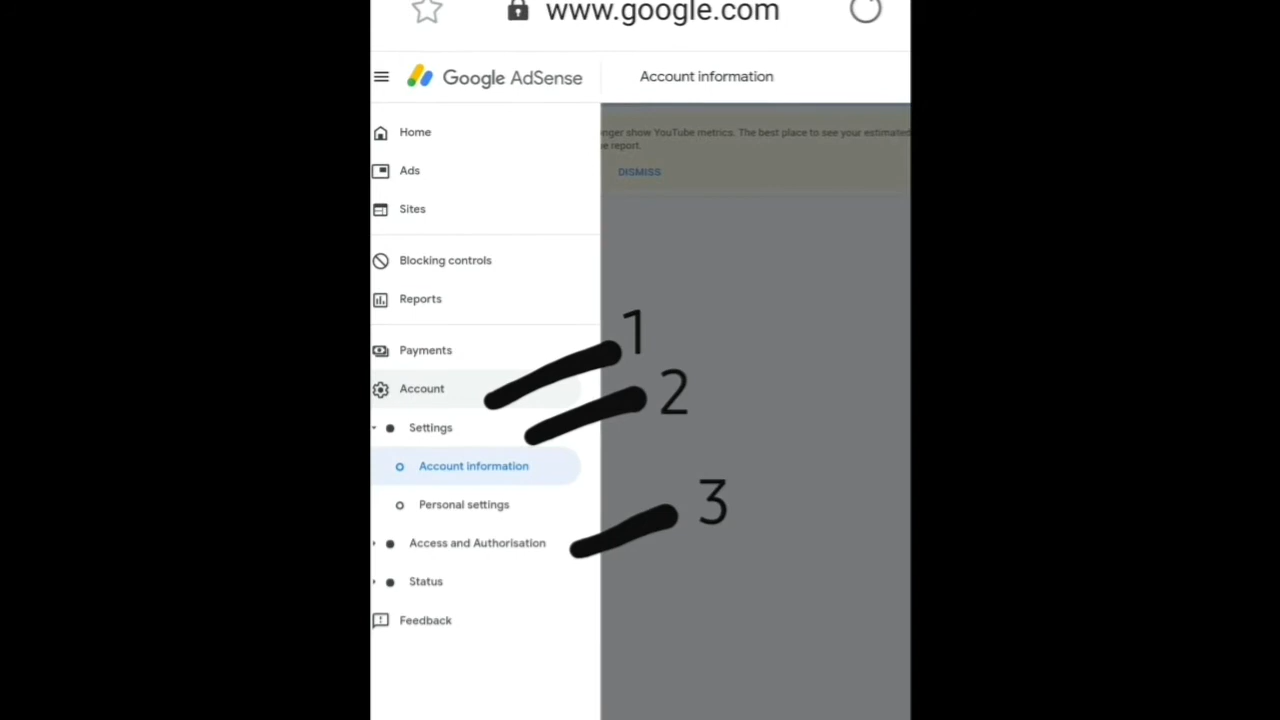 www.google.com
Google AdSense
Account information
Home
Ads
Sites
Blocking controls
Reports
Payments
Account
Settings
Account information
Personal settings
Access and Authorisation
Status
Feedback
nger show YouTube metrics. The best place to see your estimated
e report.
DISMISS
1
2
3